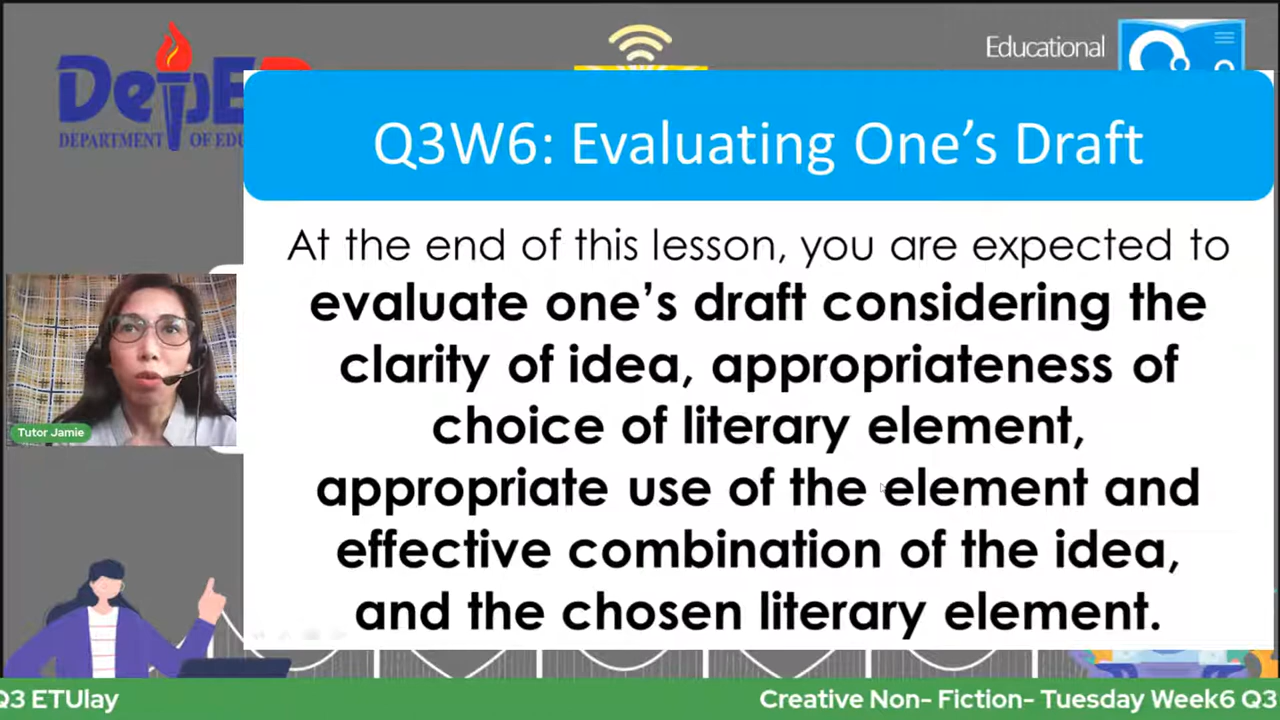 Educational
DepE
DEPARTMENT OF EDU
Q3W6: Evaluating One's Draft
At the end of this lesson, you are expected to
evaluate one's draft considering the
clarity of idea, appropriateness of
choice of literary element,
appropriate use of the element and
effective combination of the idea,
and the chosen literary element.
Tutor Jamie
Q3 ETUlay
Creative Non- Fiction- Tuesday Week6 Q3